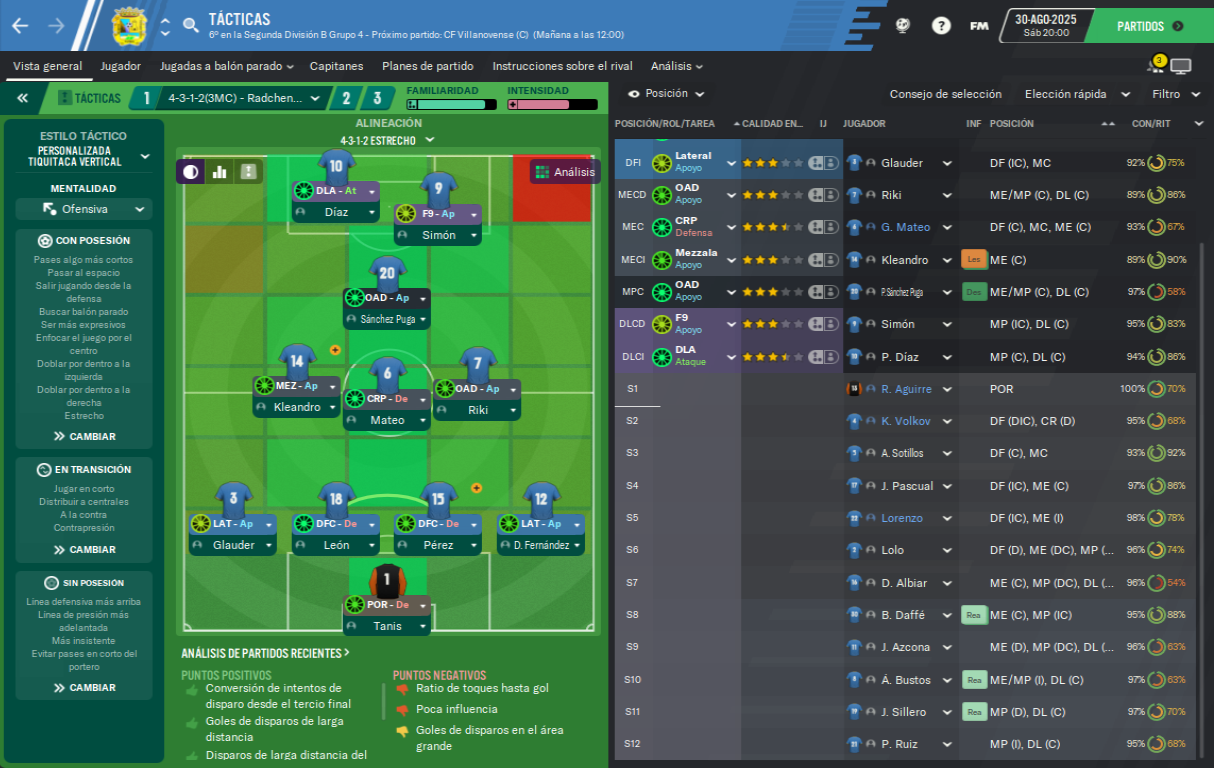 TÁCTICAS
6º en la Segunda División B Grupo 4 - Próximo partido: CF Villanovense (C) (Mañana a las 12:00)
FM
30-AGO-2025
Sáb 20:00
PARTIDOS
Vista general
Jugador
Jugadas a balón parado
Capitanes
Planes de partido
Instrucciones sobre el rival
Análisis
3
TÁCTICAS
1
4-3-1-2(3MC) - Radchen...
2
3
FAMILIARIDAD
INTENSIDAD
ESTILO TÁCTICO
PERSONALIZADA
TIQUITACA VERTICAL
MENTALIDAD
Ofensiva
CON POSESIÓN
Pases algo más cortos
Pasar al espacio
Salir jugando desde la
defensa
Buscar balón parado
Ser más expresivos
Enfocar el juego por el
centro
Doblar por dentro a la
izquierda
Doblar por dentro a la
derecha
Estrecho
CAMBIAR
EN TRANSICIÓN
Jugar en corto
Distribuir a centrales
A la contra
Contrapresión
CAMBIAR
SIN POSESIÓN
Línea defensiva más arriba
Línea de presión más
adelantada
Más insistente
Evitar pases en corto del
portero
CAMBIAR
ALINEACIÓN
4-3-1-2 ESTRECHO
Análisis
10
DLA - At
Díaz
9
F9 - Ap
Simón
20
OAD - Ap
Sánchez Puga
14
MEZ - Ap
Kleandro
6
CRP - De
Mateo
7
OAD - Ap
Riki
3
LAT - Ap
Glauder
18
DFC - De
León
15
DFC - De
Pérez
12
LAT - Ap
D. Fernández
1
POR - De
Tanis
ANÁLISIS DE PARTIDOS RECIENTES >
PUNTOS POSITIVOS
Conversión de intentos de
disparo desde el tercio final
Goles de disparos de larga
distancia
Disparos de larga distancia del
PUNTOS NEGATIVOS
Ratio de toques hasta gol
Poca influencia
Goles de disparos en el área
grande
Posición
Consejo de selección
Elección rápida
Filtro
POSICIÓN/ROL/TAREA
CALIDAD EN...
IJ
JUGADOR
INF
POSICIÓN
CON/RIT
DFI Lateral Apoyo Glauder DF (IC), MC 92% 75%
MECD OAD Apoyo Riki ME/MP (C), DL (C) 89% 86%
MEC CRP Defensa G. Mateo DF (C), MC, ME (C) 93% 67%
MECI Mezzala Apoyo Kleandro Les ME (C) 89% 90%
MPC OAD Apoyo P. Sánchez Puga Des ME/MP (C), DL (C) 97% 58%
DLCD F9 Apoyo Simón MP (IC), DL (C) 95% 83%
DLCI DLA Ataque P. Díaz MP (C), DL (C) 94% 86%
S1 R. Aguirre POR 100% 70%
S2 K. Volkov DF (DIC), CR (D) 95% 68%
S3 A. Sotillos DF (C), MC 93% 92%
S4 J. Pascual DF (IC), ME (C) 97% 86%
S5 Lorenzo DF (IC), ME (I) 98% 78%
S6 Lolo DF (D), ME (DC), MP (... 96% 74%
S7 D. Albiar ME (C), MP (DC), DL (... 96% 54%
S8 B. Daffé Rea ME (C), MP (IC) 95% 88%
S9 J. Azcona ME (D), MP (DC), DL (... 96% 63%
S10 Á. Bustos Rea ME/MP (I), DL (C) 97% 63%
S11 J. Sillero Rea MP (D), DL (C) 97% 70%
S12 P. Ruiz MP (I), DL (C) 95% 68%